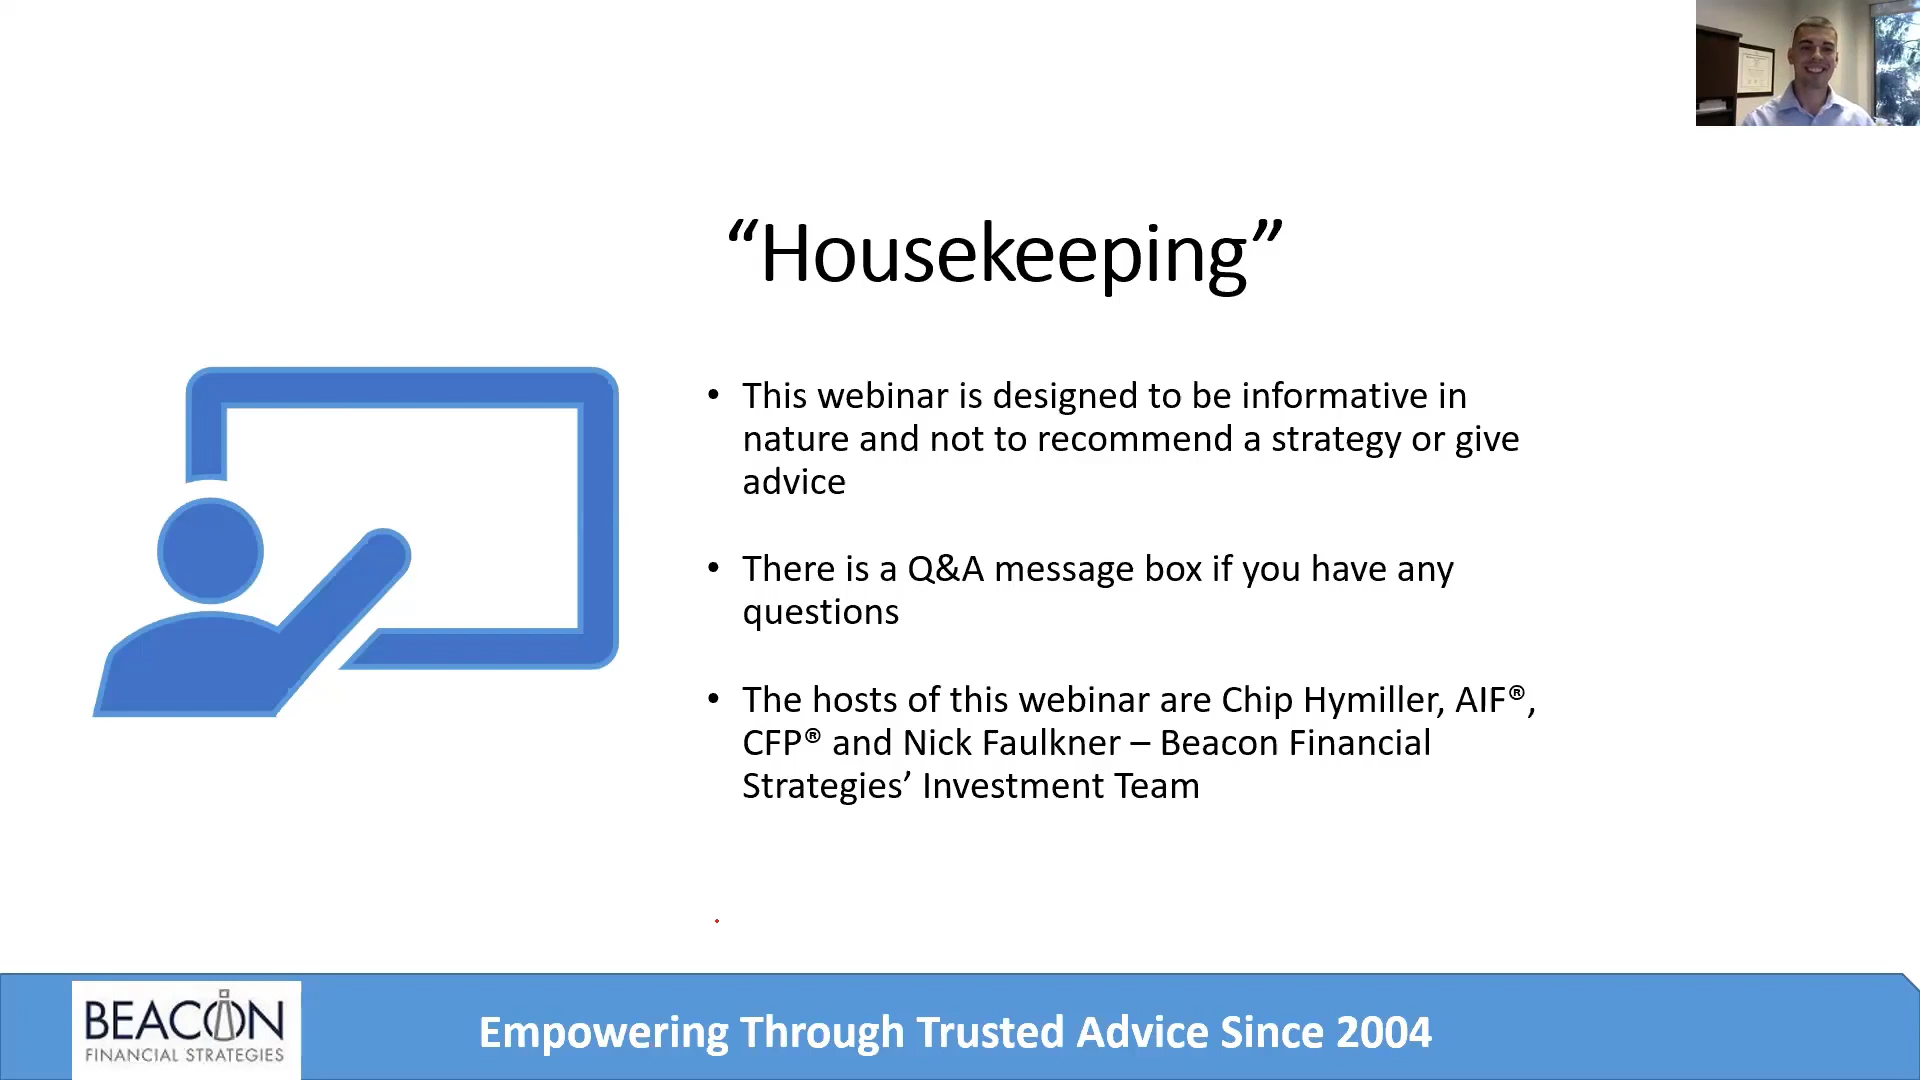 “Housekeeping”
• This webinar is designed to be informative in
nature and not to recommend a strategy or give
advice
• There is a Q&A message box if you have any
questions
• The hosts of this webinar are Chip Hymiller, AIF®,
CFP® and Nick Faulkner – Beacon Financial
Strategies’ Investment Team
BEACON
FINANCIAL STRATEGIES
Empowering Through Trusted Advice Since 2004